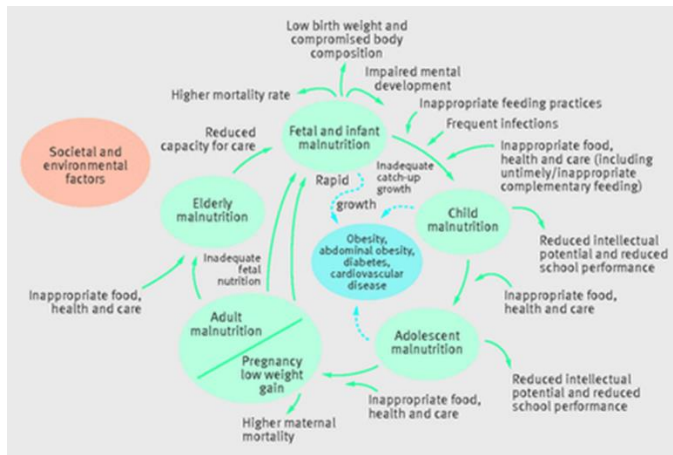 Low birth weight and
compromised body
composition
Impaired mental
development
Higher mortality rate
Inappropriate feeding practices
Frequent infections
Fetal and infant
malnutrition
Reduced
capacity for care
Societal and
environmental
factors
Inappropriate food,
health and care (including
untimely/inappropriate
complementary feeding)
Inadequate
catch-up
growth
Rapid
growth
Elderly
malnutrition
Child
malnutrition
Obesity,
abdominal obesity,
diabetes,
cardiovascular
disease
Reduced intellectual
potential and reduced
school performance
Inadequate
fetal
nutrition
Inappropriate food,
health and care
Inappropriate food,
health and care
Adult
malnutrition
Adolescent
malnutrition
Pregnancy
low weight
gain
Reduced intellectual
potential and reduced
school performance
Inappropriate food,
health and care
Higher maternal
mortality